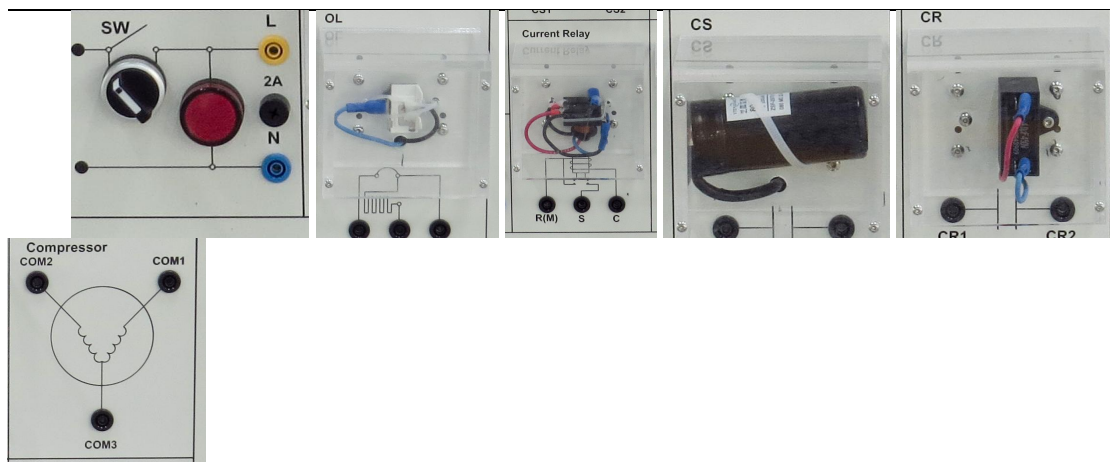 SW
L
2A
N
OL
CS1
CS2
Current Relay
R(M)
S
C
CS
CR
CR1
CR2
Compressor
COM2
COM1
COM3